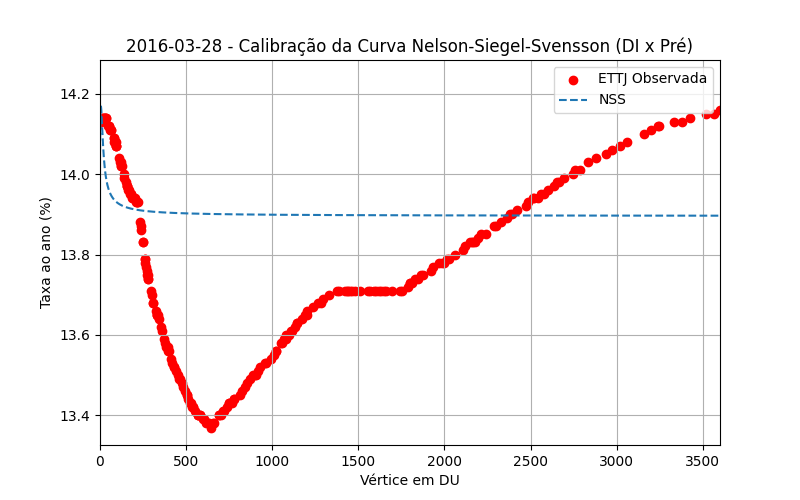 2016-03-28 - Calibração da Curva Nelson-Siegel-Svensson (DI x Pré)
ETTJ Observada
NSS
Taxa ao ano (%)
14.2
14.0
13.8
13.6
13.4
0 500 1000 1500 2000 2500 3000 3500
Vértice em DU